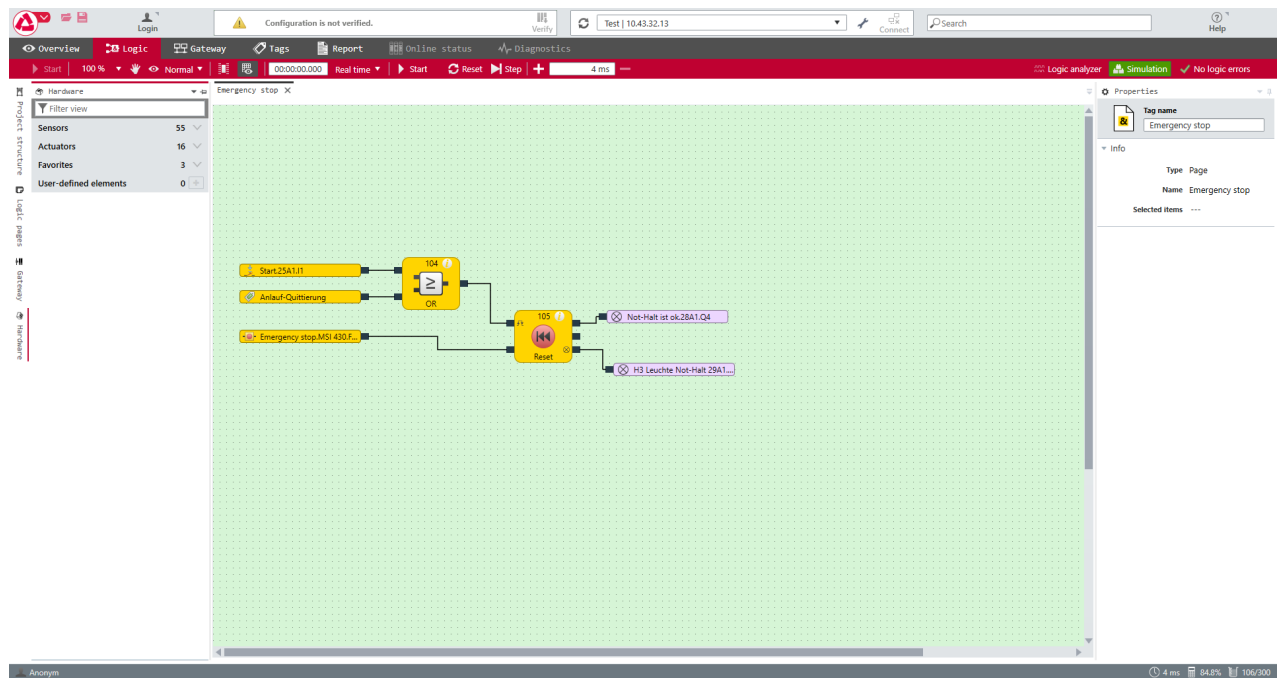 Login
Configuration is not verified.
Verify
Test | 10.43.32.13
Connect
Search
Help
Overview Logic Gateway Tags Report Online status Diagnostics
Start 100 % Normal 00:00:00.000 Real time Start Reset Step 4 ms Logic analyzer Simulation No logic errors
Project structure
Logic pages
Gateway
Hardware
Hardware
Filter view
Sensors 55
Actuators 16
Favorites 3
User-defined elements 0
Emergency stop
Start.25A1.I1
Anlauf-Quittierung
Emergency stop.MSI 430.F...
104
≥
OR
105
Reset
Not-Halt ist ok.28A1.Q4
H3 Leuchte Not-Halt 29A1....
Properties
Tag name
&
Emergency stop
Info
Type Page
Name Emergency stop
Selected items ---
Anonym
4 ms 84.8% 106/300